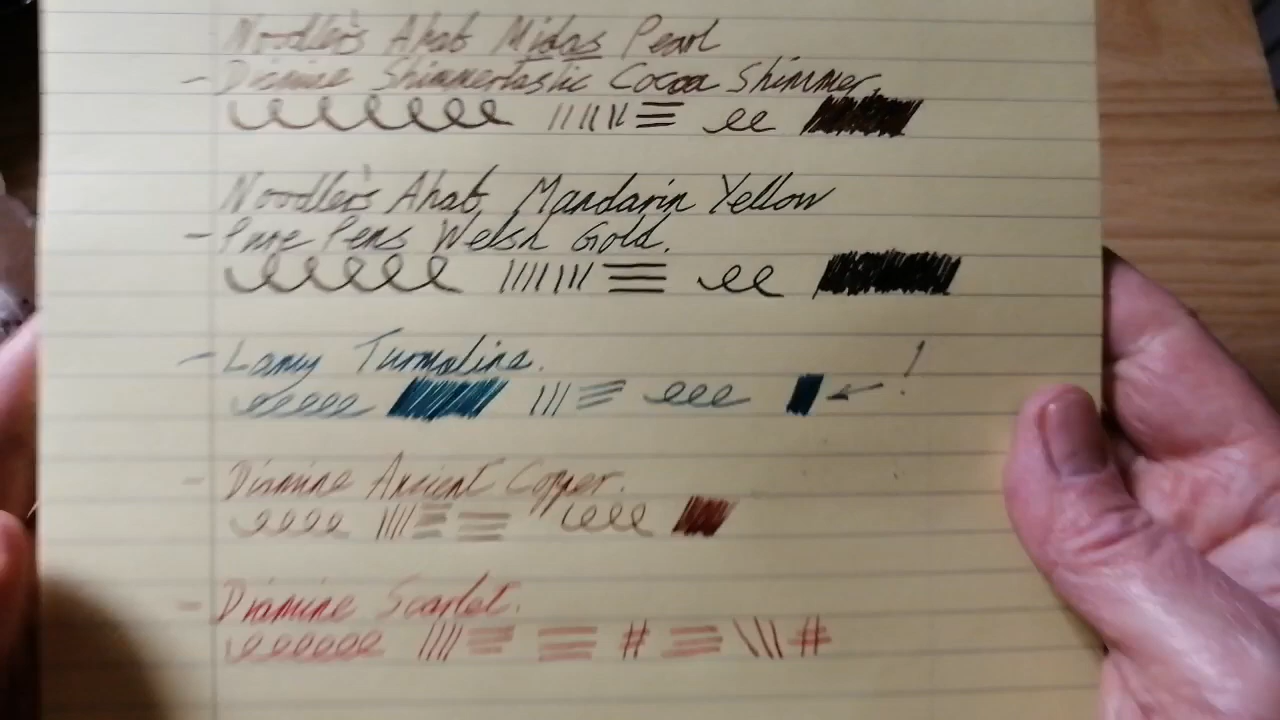 Noodler's Ahab Midas Pearl
- Diamine Shimmertastic Cocoa Shimmer.
Noodler's Ahab Mandarin Yellow
- Pure Pens Welsh Gold.
- Lamy Turmaline.
!
- Diamine Ancient Copper.
- Diamine Scarlet.
# #